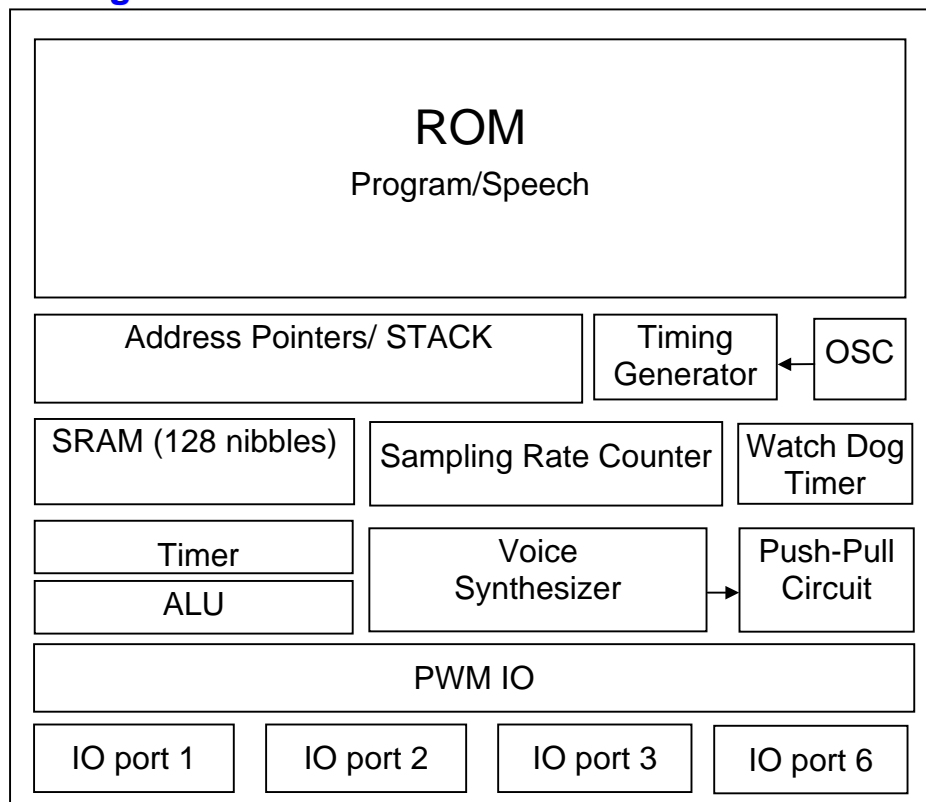 ROM
Program/Speech
Address Pointers/ STACK
Timing
Generator
OSC
SRAM (128 nibbles)
Sampling Rate Counter
Watch Dog
Timer
Timer
ALU
Voice
Synthesizer
Push-Pull
Circuit
PWM IO
IO port 1
IO port 2
IO port 3
IO port 6